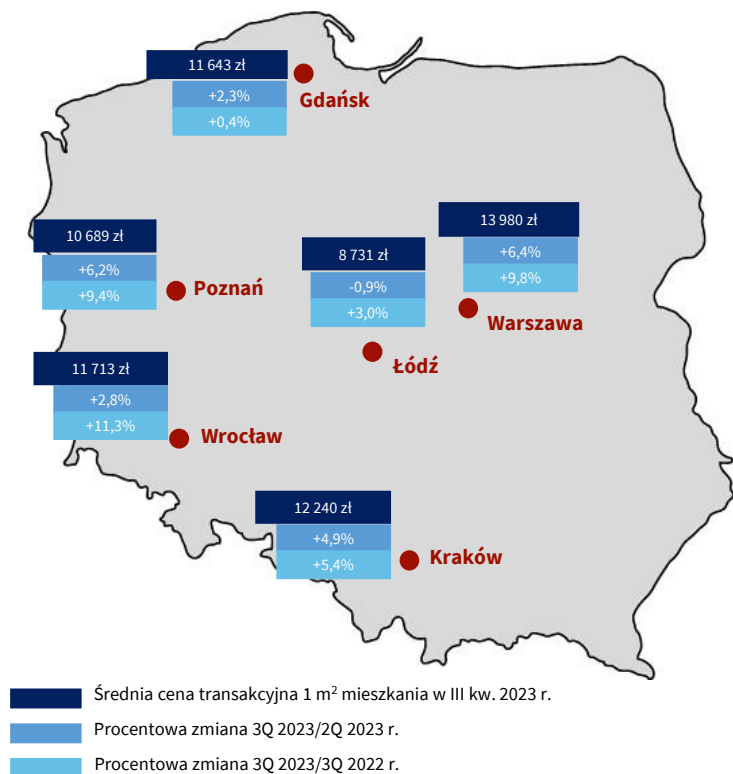 11 643 zł
+2,3%
+0,4%
Gdańsk
10 689 zł
+6,2%
+9,4%
Poznań
8 731 zł
-0,9%
+3,0%
Łódź
13 980 zł
+6,4%
+9,8%
Warszawa
11 713 zł
+2,8%
+11,3%
Wrocław
12 240 zł
+4,9%
+5,4%
Kraków
Średnia cena transakcyjna 1 m² mieszkania w III kw. 2023 r.
Procentowa zmiana 3Q 2023/2Q 2023 r.
Procentowa zmiana 3Q 2023/3Q 2022 r.